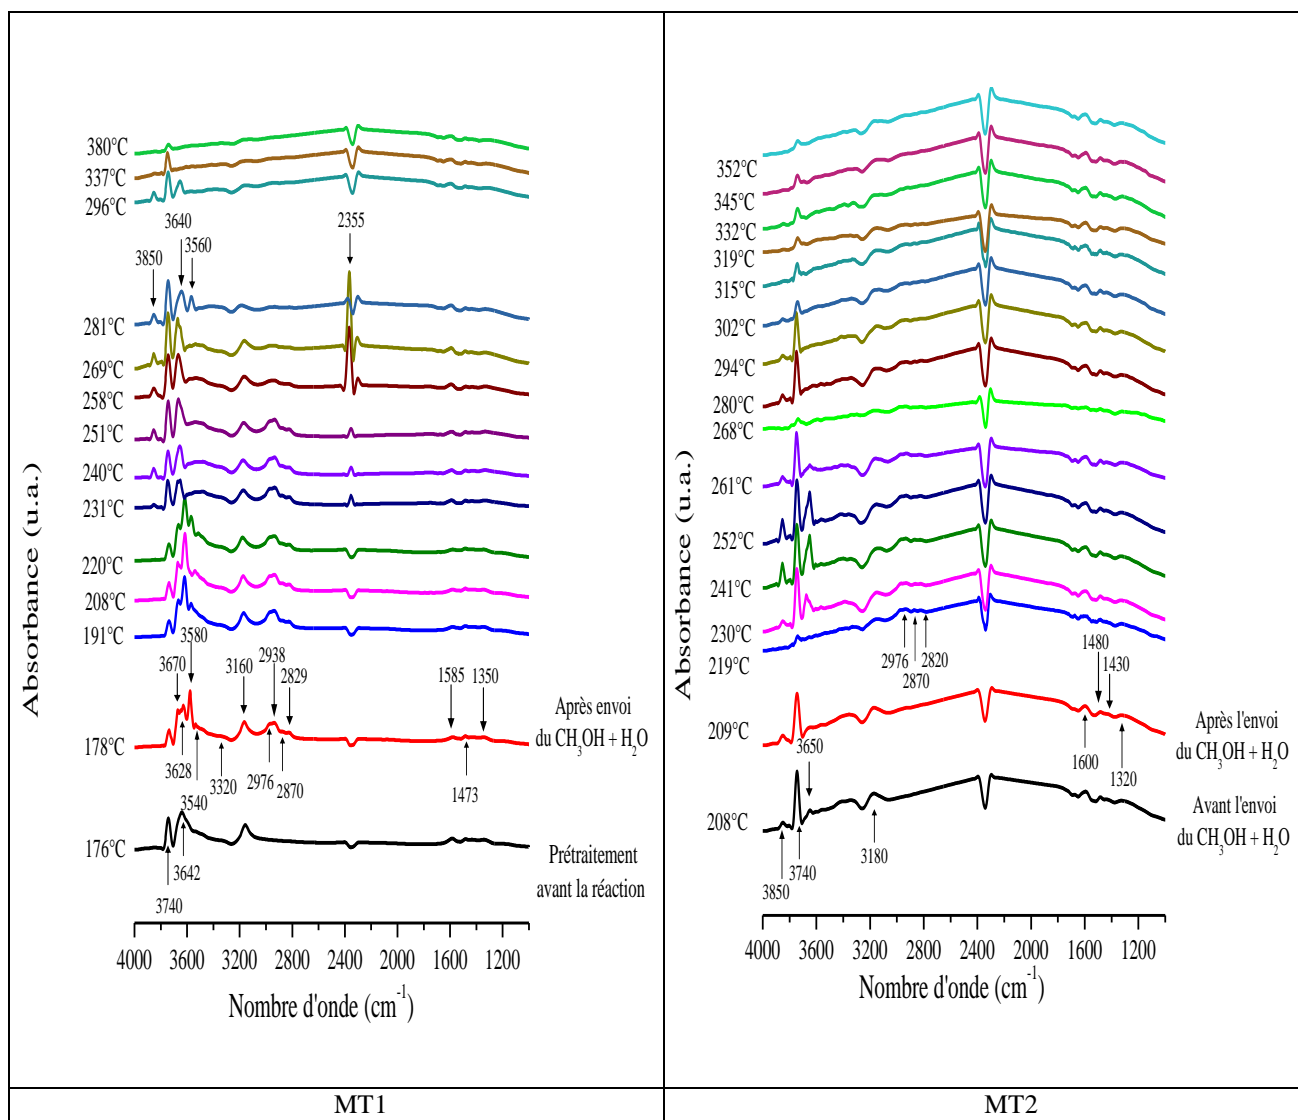 Absorbance (u.a.)
380°C
337°C
296°C
3640
2355
3850
3560
281°C
269°C
258°C
251°C
240°C
231°C
220°C
208°C
191°C
3580
3670
3160
2938
2829
1585
1350
Après envoi
du CH₃OH + H₂O
178°C
3628
3540
3320
2976
2870
1473
176°C
3642
3740
Prétraitement
avant la réaction
4000 3600 3200 2800 2400 2000 1600 1200
Nombre d'onde (cm⁻¹)
MT1
Absorbance (u.a.)
352°C
345°C
332°C
319°C
315°C
302°C
294°C
280°C
268°C
261°C
252°C
241°C
230°C
219°C
2976
2870
2820
1480
1430
209°C
3650
1600
1320
Après l'envoi
du CH₃OH + H₂O
208°C
3850
3740
3180
Avant l'envoi
du CH₃OH + H₂O
4000 3600 3200 2800 2400 2000 1600 1200
Nombre d'onde (cm⁻¹)
MT2